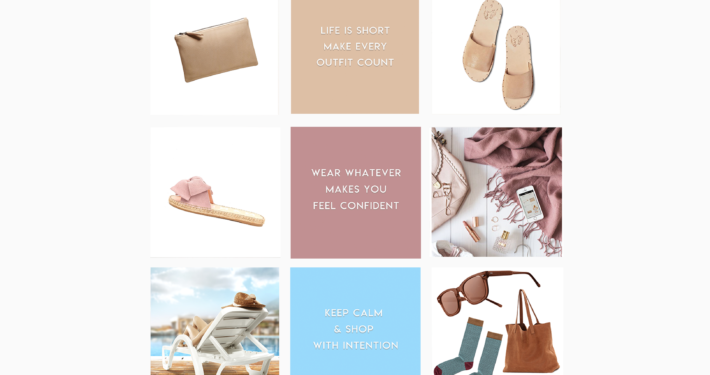 LIFE IS SHORT
MAKE EVERY
OUTFIT COUNT
WEAR WHATEVER
MAKES YOU
FEEL CONFIDENT
KEEP CALM
& SHOP
WITH INTENTION